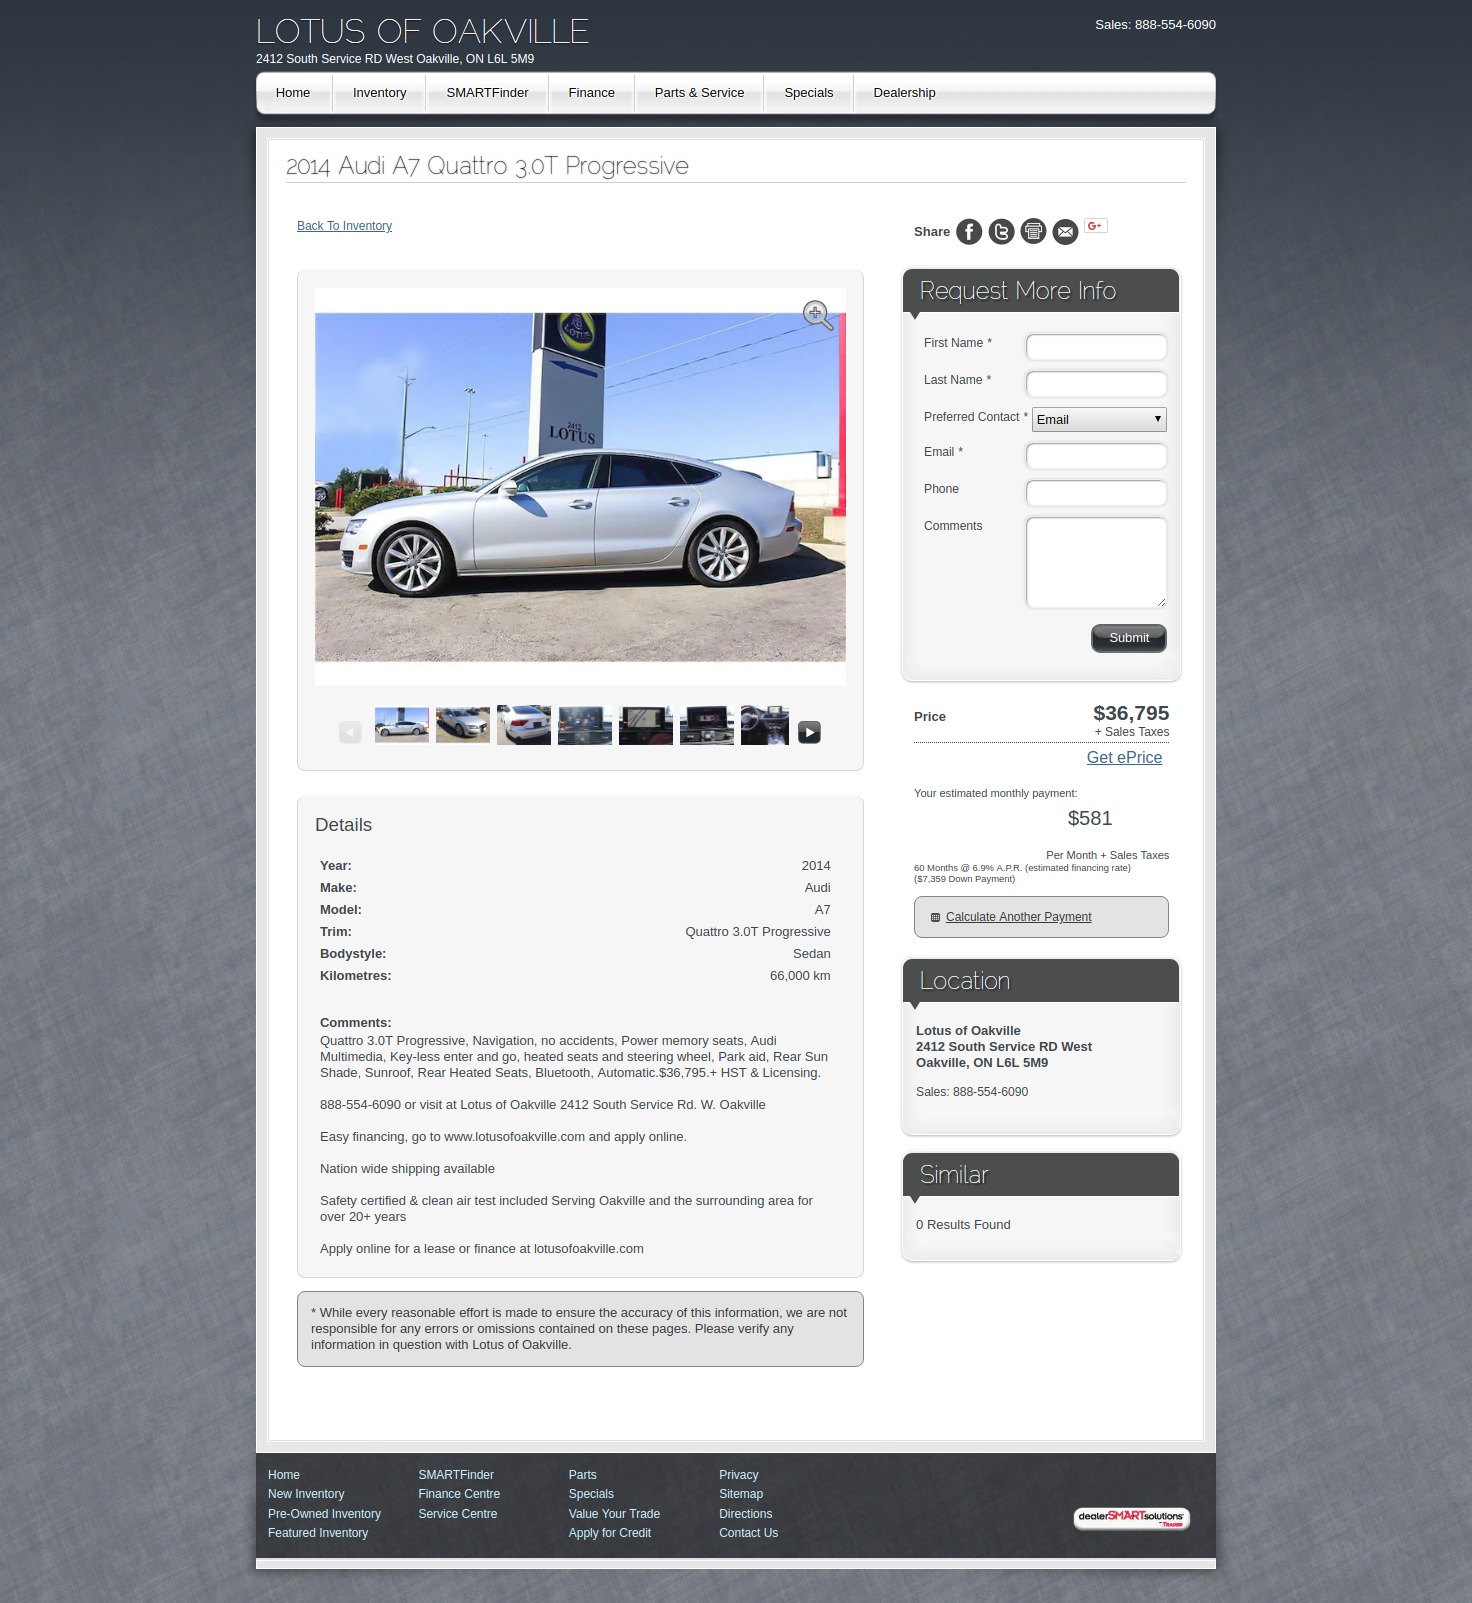 LOTUS OF OAKVILLE
2412 South Service RD West Oakville, ON L6L 5M9
Sales: 888-554-6090
Home
Inventory
SMARTFinder
Finance
Parts & Service
Specials
Dealership
2014 Audi A7 Quattro 3.0T Progressive
Back To Inventory
LOTUS
2412
LOTUS
Details
Year: 2014
Make: Audi
Model: A7
Trim: Quattro 3.0T Progressive
Bodystyle: Sedan
Kilometres: 66,000 km
Comments:
Quattro 3.0T Progressive, Navigation, no accidents, Power memory seats, Audi
Multimedia, Key-less enter and go, heated seats and steering wheel, Park aid, Rear Sun
Shade, Sunroof, Rear Heated Seats, Bluetooth, Automatic.$36,795.+ HST & Licensing.
888-554-6090 or visit at Lotus of Oakville 2412 South Service Rd. W. Oakville
Easy financing, go to www.lotusofoakville.com and apply online.
Nation wide shipping available
Safety certified & clean air test included Serving Oakville and the surrounding area for
over 20+ years
Apply online for a lease or finance at lotusofoakville.com
* While every reasonable effort is made to ensure the accuracy of this information, we are not
responsible for any errors or omissions contained on these pages. Please verify any
information in question with Lotus of Oakville.
Share
G+
Request More Info
First Name *
Last Name *
Preferred Contact * Email
Email *
Phone
Comments
Submit
Price $36,795
+ Sales Taxes
Get ePrice
Your estimated monthly payment:
$581
Per Month + Sales Taxes
60 Months @ 6.9% A.P.R. (estimated financing rate)
($7,359 Down Payment)
Calculate Another Payment
Location
Lotus of Oakville
2412 South Service RD West
Oakville, ON L6L 5M9
Sales: 888-554-6090
Similar
0 Results Found
Home
New Inventory
Pre-Owned Inventory
Featured Inventory
SMARTFinder
Finance Centre
Service Centre
Parts
Specials
Value Your Trade
Apply for Credit
Privacy
Sitemap
Directions
Contact Us
dealerSMARTsolutions
by TRADER